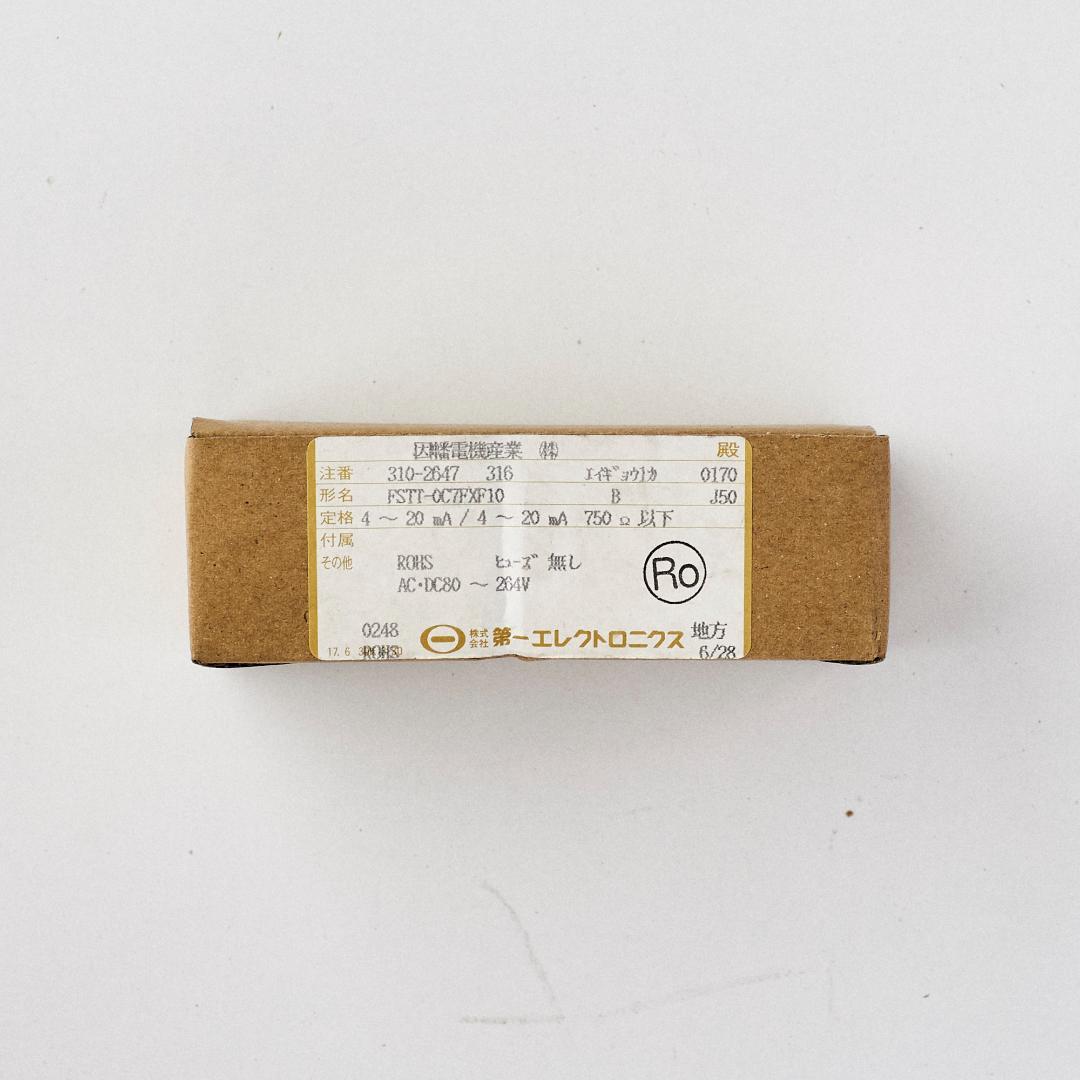 因幡電機産業 ㈱ 殿
注番 310-2647 316 ｴｲｷﾞｮｳ1ｶ 0170
形名 FSTT-0C7FXF10 B J50
定格 4 ～ 20 mA / 4 ～ 20 mA 750 Ω 以下
付属
その他 ROHS ﾋｭｰｽﾞ 無し
AC･DC80 ～ 264V
Ro
0248 株式会社 第一エレクトロニクス 地方
17. 6 ROHS 6/28